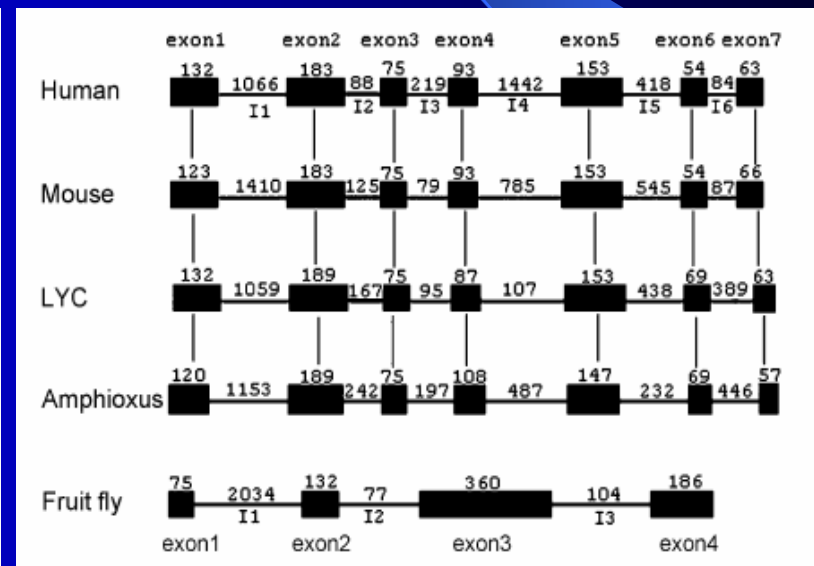 exon1 exon2 exon3 exon4 exon5 exon6 exon7
132 1066 183 88 75 219 93 1442 153 418 54 84 63
Human
I1 I2 I3 I4 I5 I6
123 1410 183 125 75 79 93 785 153 545 54 87 66
Mouse
132 1059 189 167 75 95 87 107 153 438 69 389 63
LYC
120 1153 189 242 75 197 108 487 147 232 69 446 57
Amphioxus
75 2034 132 77 360 104 186
Fruit fly
I1 I2 I3
exon1 exon2 exon3 exon4